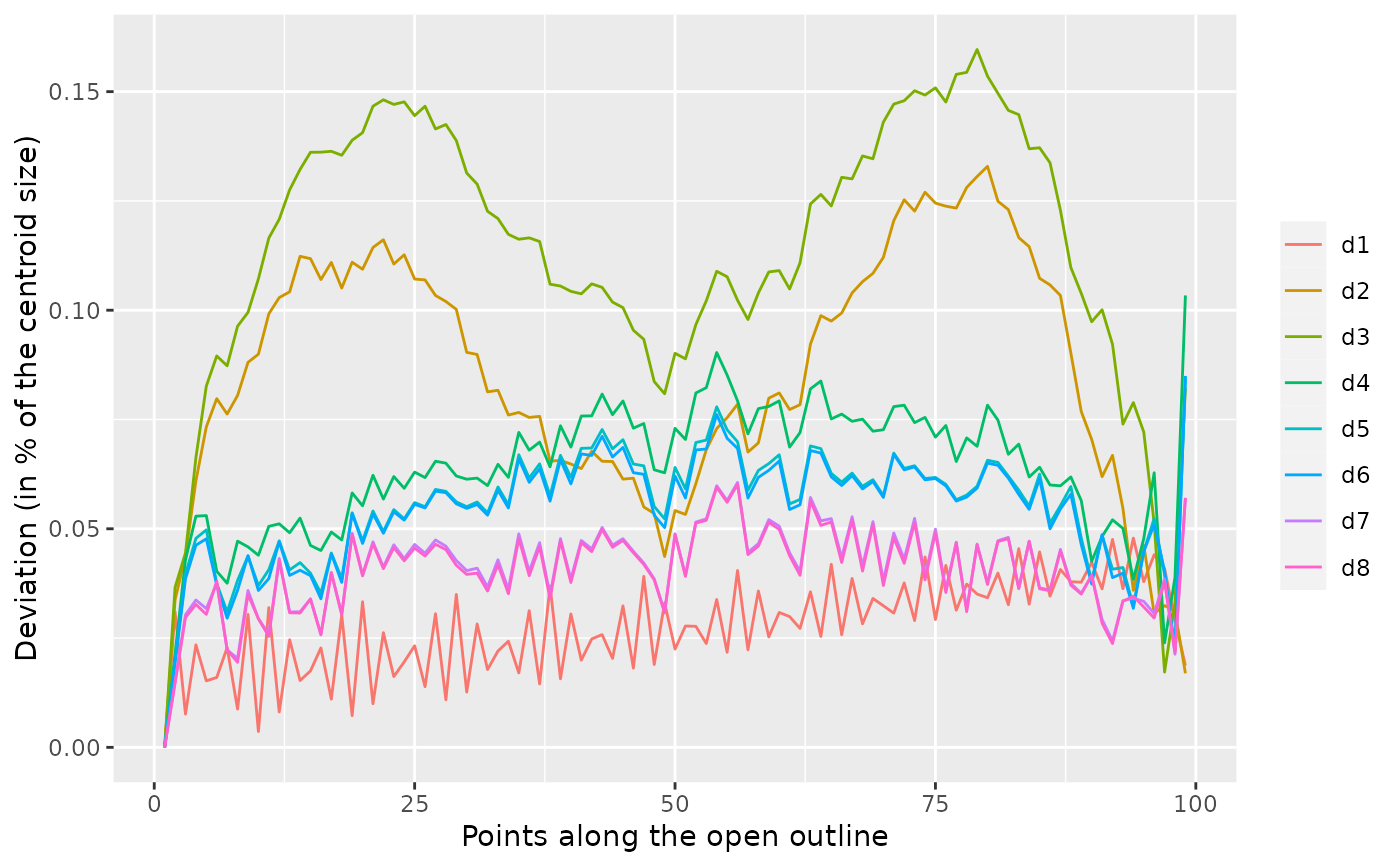 Deviation (in % of the centroid size)
0.15
0.10
0.05
0.00
0 25 50 75 100
Points along the open outline
d1
d2
d3
d4
d5
d6
d7
d8